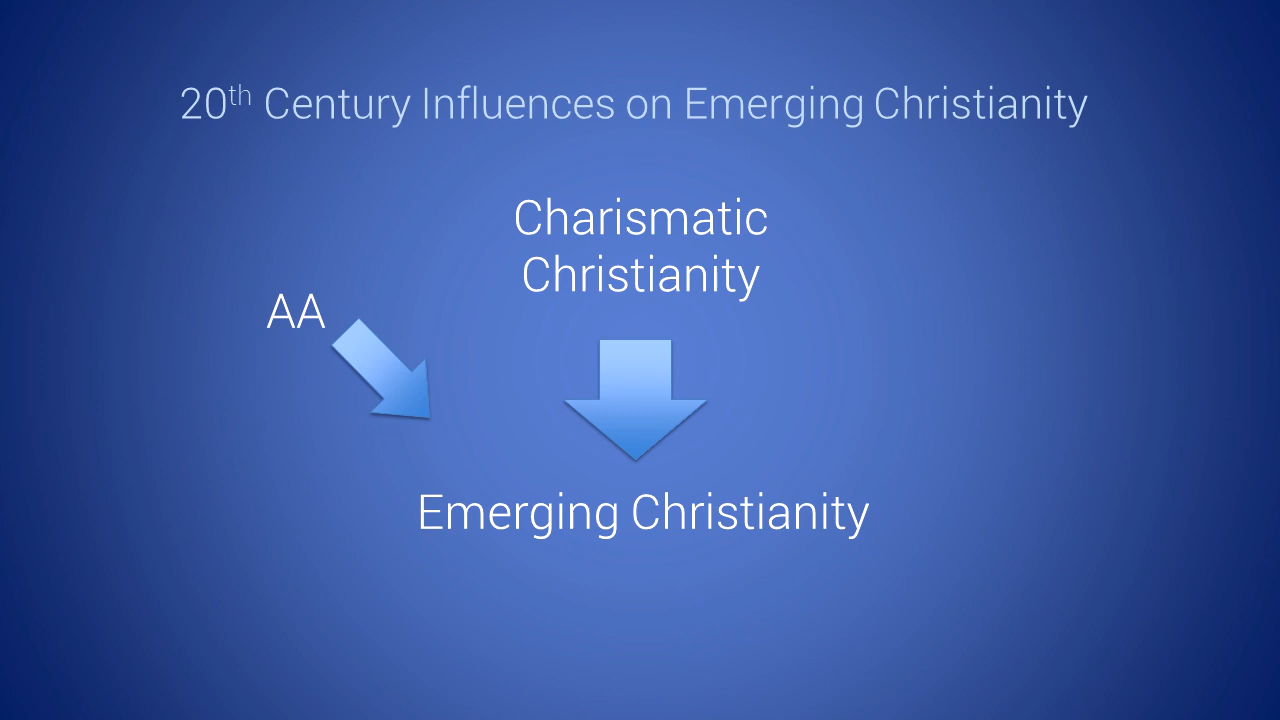 20th Century Influences on Emerging Christianity
Charismatic
Christianity
AA
Emerging Christianity